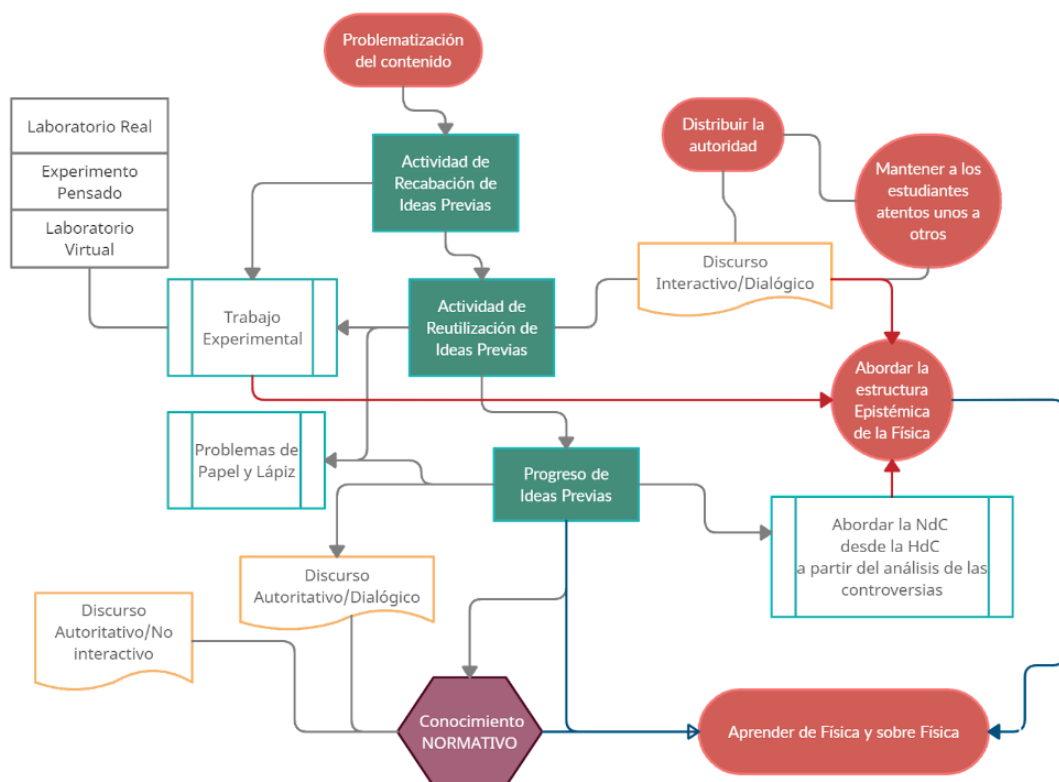 Problematización
del contenido
Laboratorio Real
Experimento
Pensado
Laboratorio
Virtual
Actividad de
Recabación de
Ideas Previas
Distribuir la
autoridad
Mantener a los
estudiantes
atentos unos a
otros
Discurso
Interactivo/Dialógico
Trabajo
Experimental
Actividad de
Reutilización de
Ideas Previas
Abordar la
estructura
Epistémica
de la Física
Problemas de
Papel y Lápiz
Progreso de
Ideas Previas
Abordar la NdC
desde la HdC
a partir del análisis de las
controversias
Discurso
Autoritativo/Dialógico
Discurso
Autoritativo/No
interactivo
Conocimiento
NORMATIVO
Aprender de Física y sobre Física